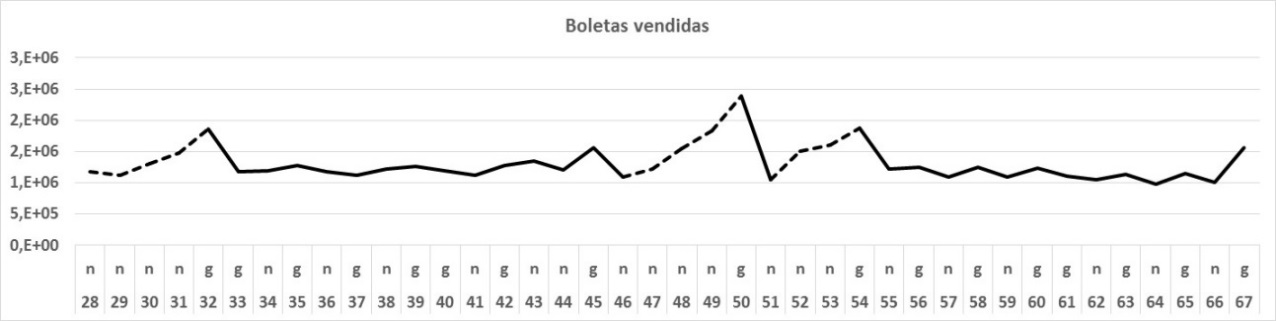 Boletas vendidas
3,E+06
3,E+06
2,E+06
2,E+06
1,E+06
5,E+05
0,E+00
n n n n g g n g n g n g g n g n n g n n n n g n n n g n g n g n g g n g n g n g
28 29 30 31 32 33 34 35 36 37 38 39 40 41 42 43 44 45 46 47 48 49 50 51 52 53 54 55 56 57 58 59 60 61 62 63 64 65 66 67